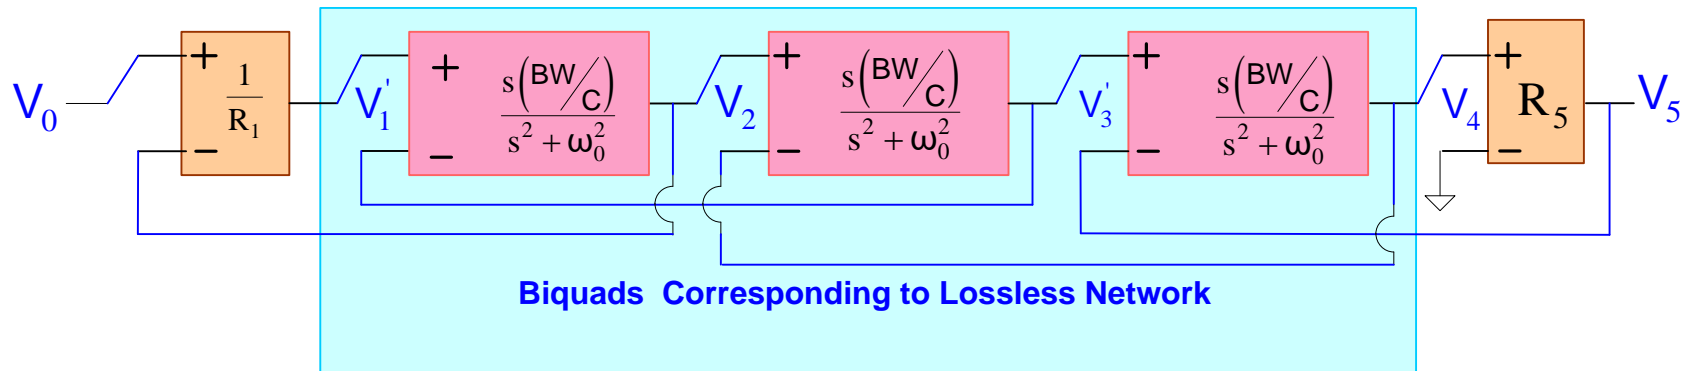 V₀
+
−
1
R₁
V₁'
+
−
s(BW/C)
s² + ω₀²
V₂
+
−
s(BW/C)
s² + ω₀²
V₃'
+
−
s(BW/C)
s² + ω₀²
V₄
+
−
R₅
V₅
Biquads Corresponding to Lossless Network